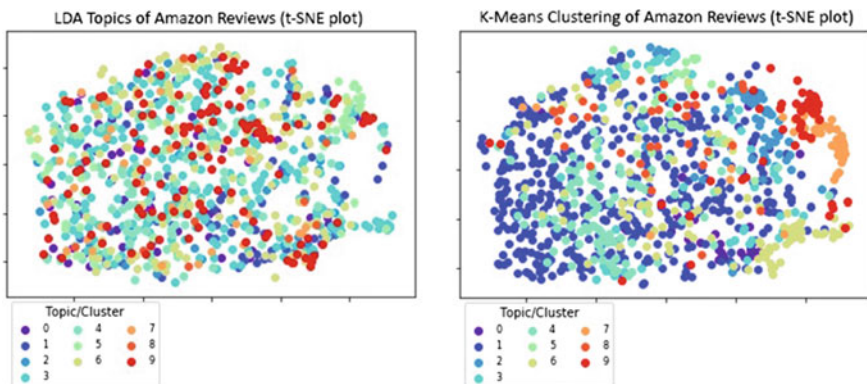 LDA Topics of Amazon Reviews (t-SNE plot)
Topic/Cluster
0 4 7
1 5 8
2 6 9
3
K-Means Clustering of Amazon Reviews (t-SNE plot)
Topic/Cluster
0 4 7
1 5 8
2 6 9
3